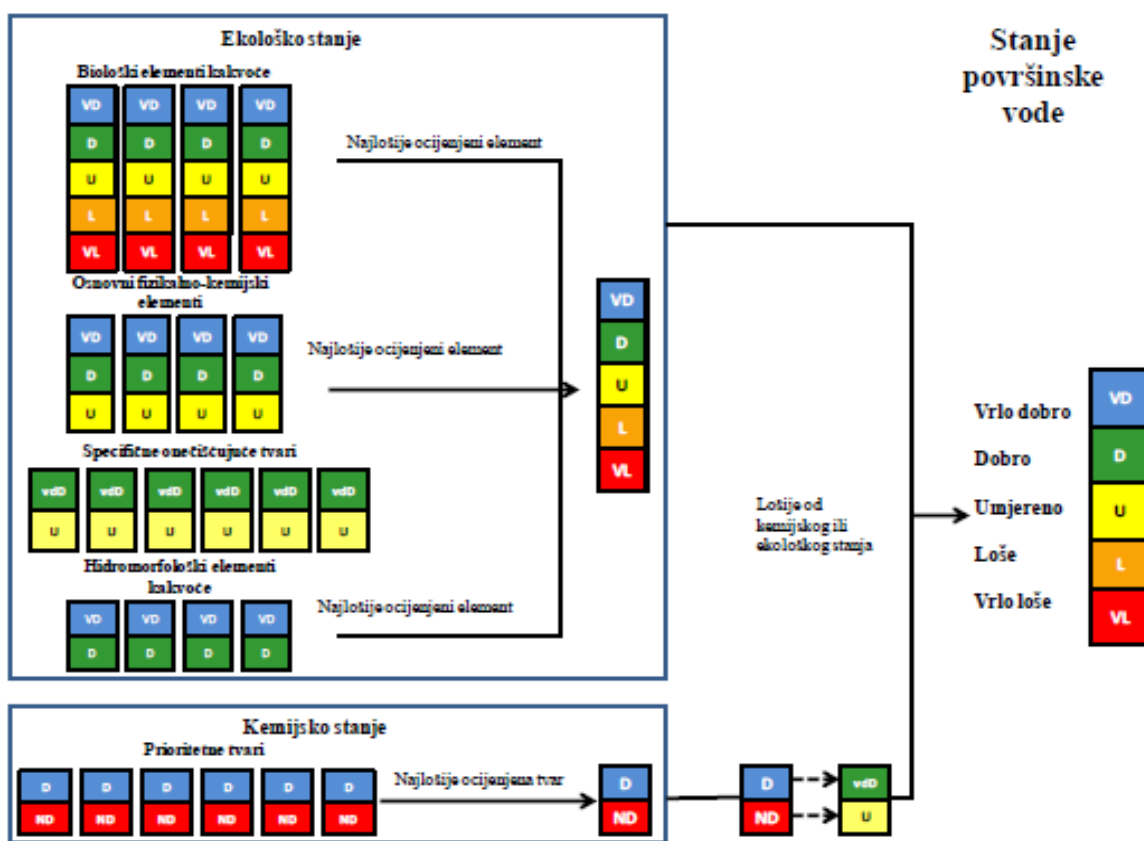 Ekološko stanje
Biološki elementi kakvoće
VD VD VD VD
D D D D
U U U U
L L L L
VL VL VL VL
Najlošije ocijenjeni element
Osnovni fizikalno-kemijski
elementi
VD VD VD VD
D D D D
U U U U
Najlošije ocijenjeni element
Specifične onečišćujuće tvari
vdD vdD vdD vdD vdD vdD
U U U U U U
Hidromorfološki elementi
kakvoće
VD VD VD VD
D D D D
Najlošije ocijenjeni element
VD
D
U
L
VL
Kemijsko stanje
Prioritetne tvari
D D D D D D
ND ND ND ND ND ND
Najlošije ocijenjena tvar
D
ND
D vdD
ND U
Lošije od
kemijskog ili
ekološkog stanja
Stanje
površinske
vode
Vrlo dobro VD
Dobro D
Umjereno U
Loše L
Vrlo loše VL